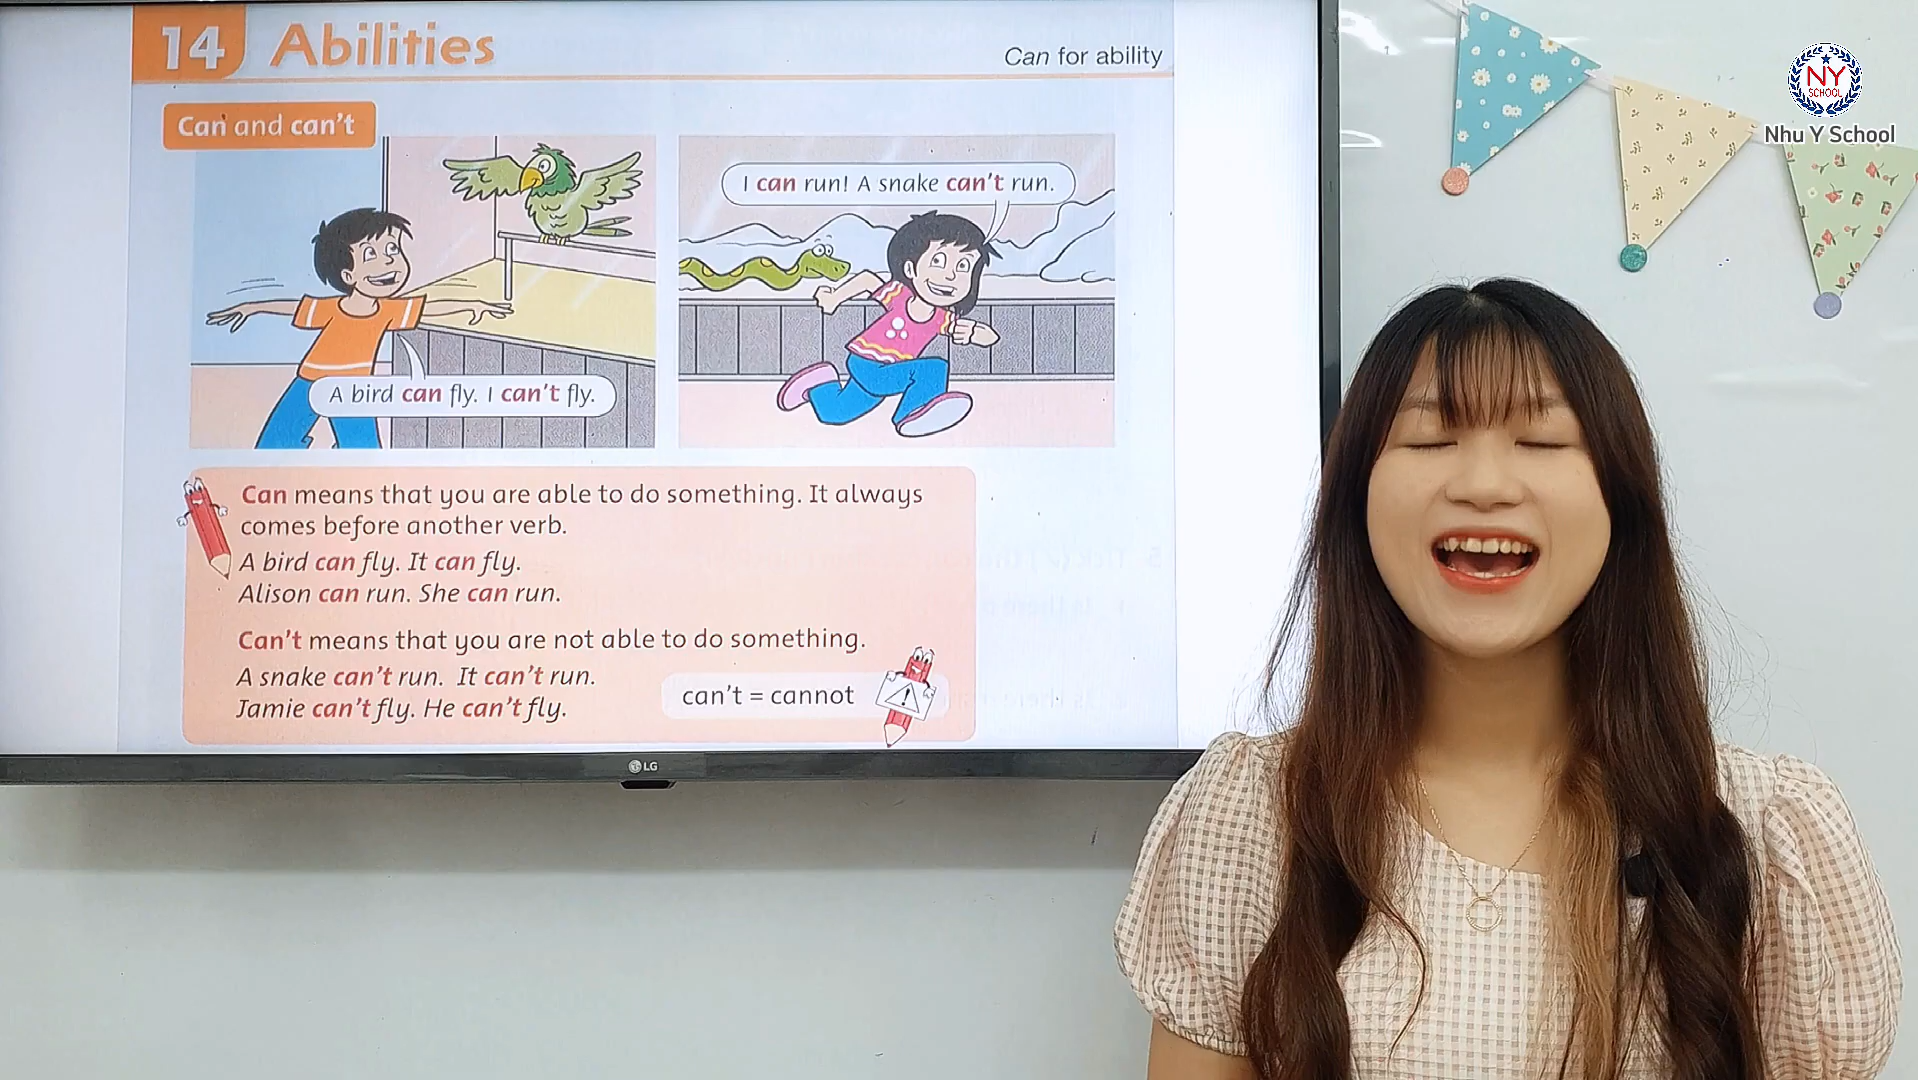 14 Abilities
Can for ability
Can and can't
A bird can fly. I can't fly.
I can run! A snake can't run.
Can means that you are able to do something. It always
comes before another verb.
A bird can fly. It can fly.
Alison can run. She can run.
Can't means that you are not able to do something.
A snake can't run. It can't run.
Jamie can't fly. He can't fly.
can't = cannot
!
LG
NY
SCHOOL
Nhu Y School